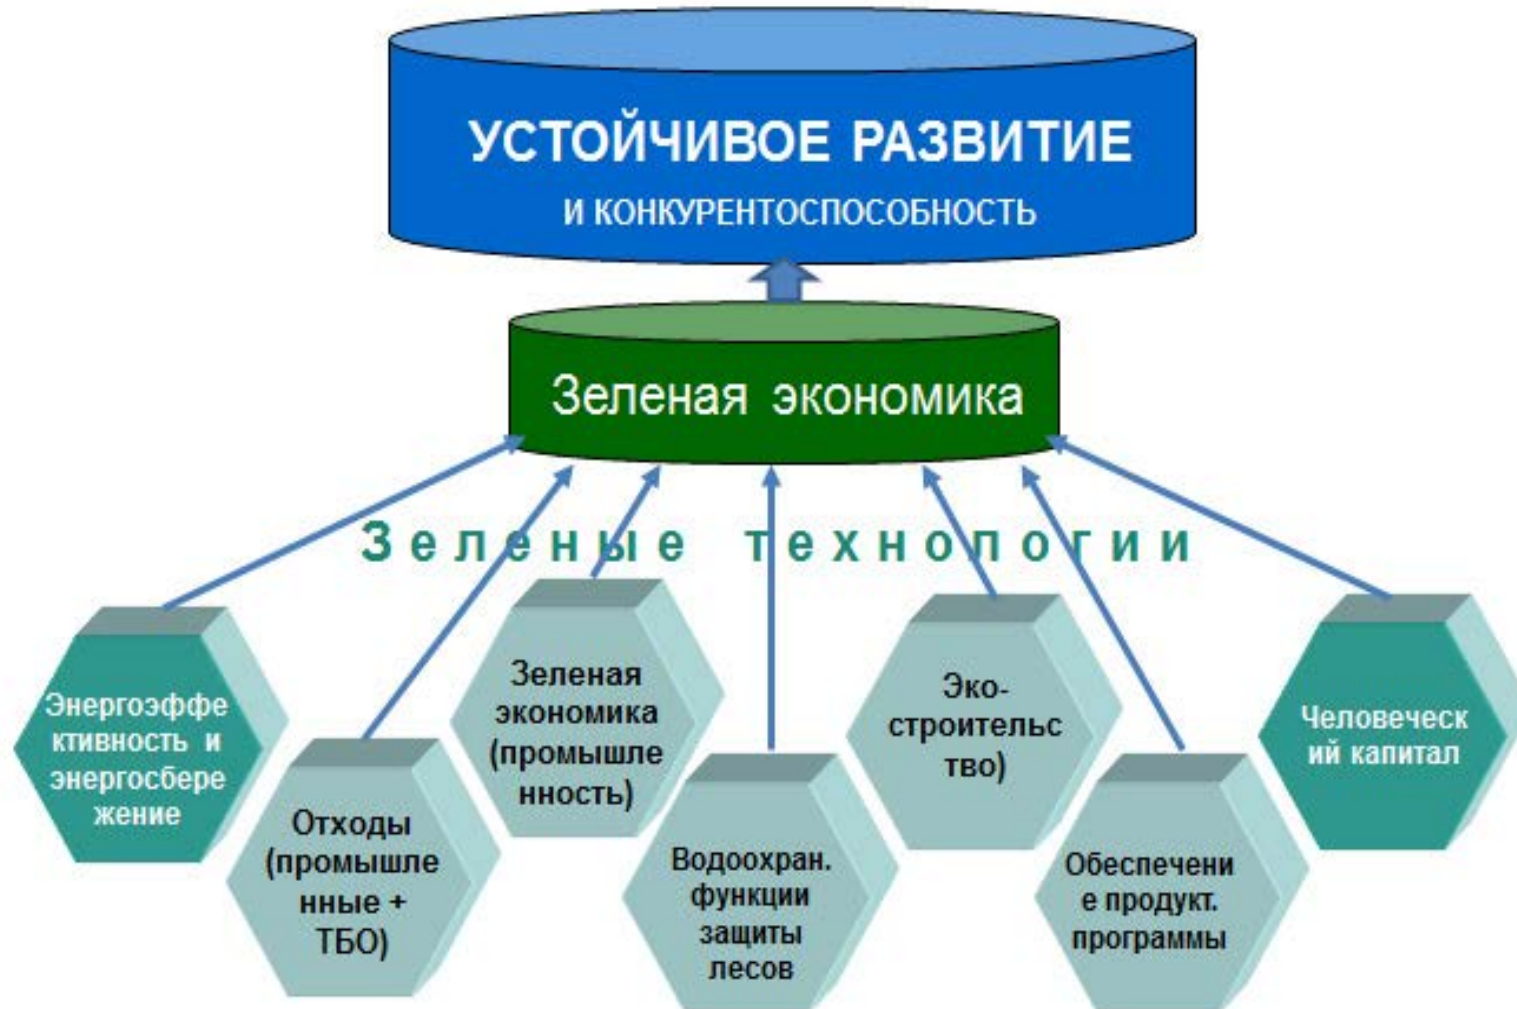 УСТОЙЧИВОЕ РАЗВИТИЕ
И КОНКУРЕНТОСПОСОБНОСТЬ
Зеленая экономика
Зеленые технологии
Энергоэффе
ктивность и
энергосбере
жение
Отходы
(промышле
нные +
ТБО)
Зеленая
экономика
(промышле
нность)
Водоохран.
функции
защиты
лесов
Эко-
строительс
тво)
Обеспечени
е продукт.
программы
Человеческ
ий капитал